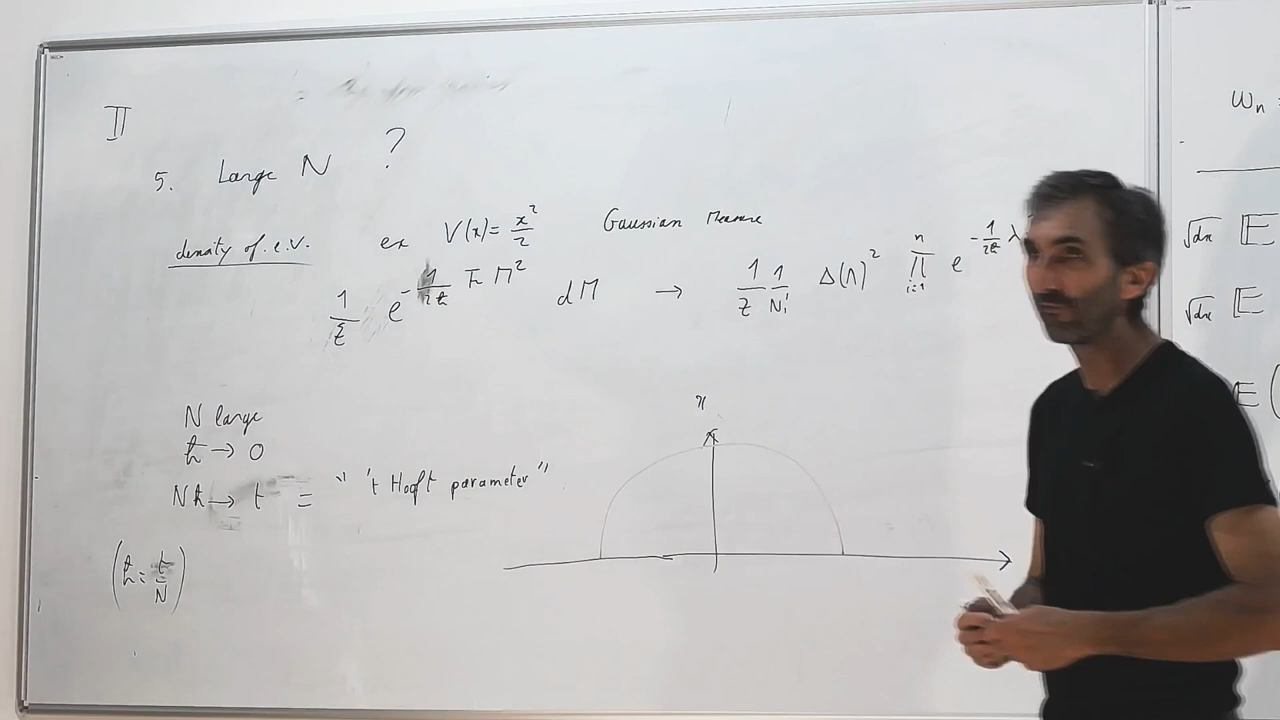 II
5. Large N ?
density of e.V. ex V(x) = x²/2 Gaussian Measure
1/Z e^{-1/2ℏ Tr M²} dM → 1/Z 1/N! Δ(Λ)² ∏_{i=1}^{n} e^{-1/2ℏ λ
N large
ℏ → 0
Nℏ → t = " 't Hooft parameter "
(ℏ = t/N)
ωn =
√dx E
√dx E
E (